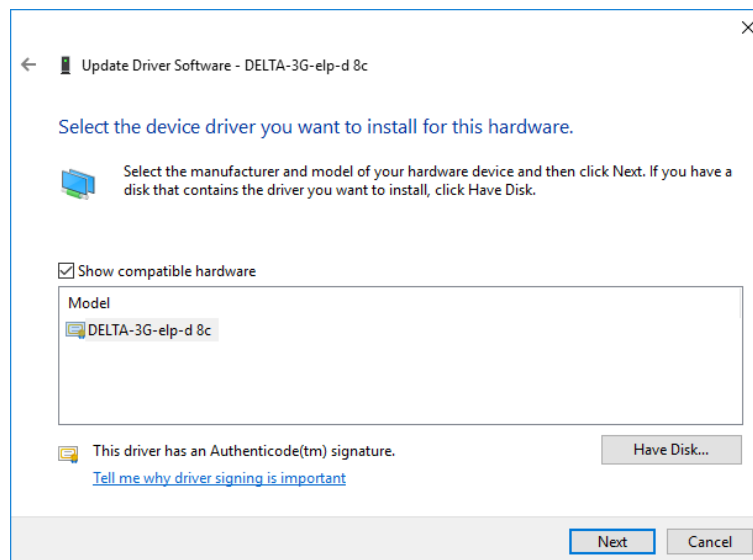 Update Driver Software - DELTA-3G-elp-d 8c
Select the device driver you want to install for this hardware.
Select the manufacturer and model of your hardware device and then click Next. If you have a
disk that contains the driver you want to install, click Have Disk.
Show compatible hardware
Model
DELTA-3G-elp-d 8c
This driver has an Authenticode(tm) signature.
Have Disk...
Tell me why driver signing is important
Next
Cancel